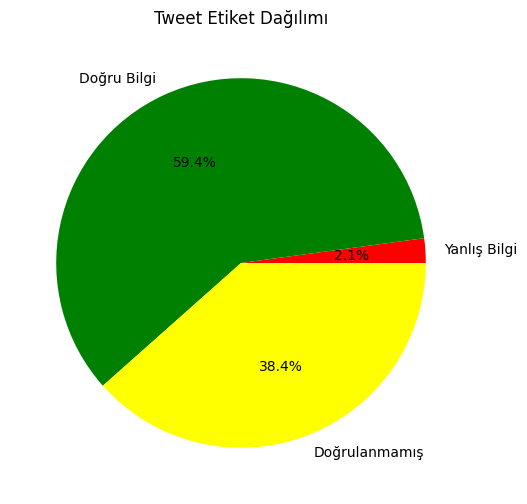 Tweet Etiket Dağılımı
Doğru Bilgi
59.4%
Yanlış Bilgi
2.1%
38.4%
Doğrulanmamış